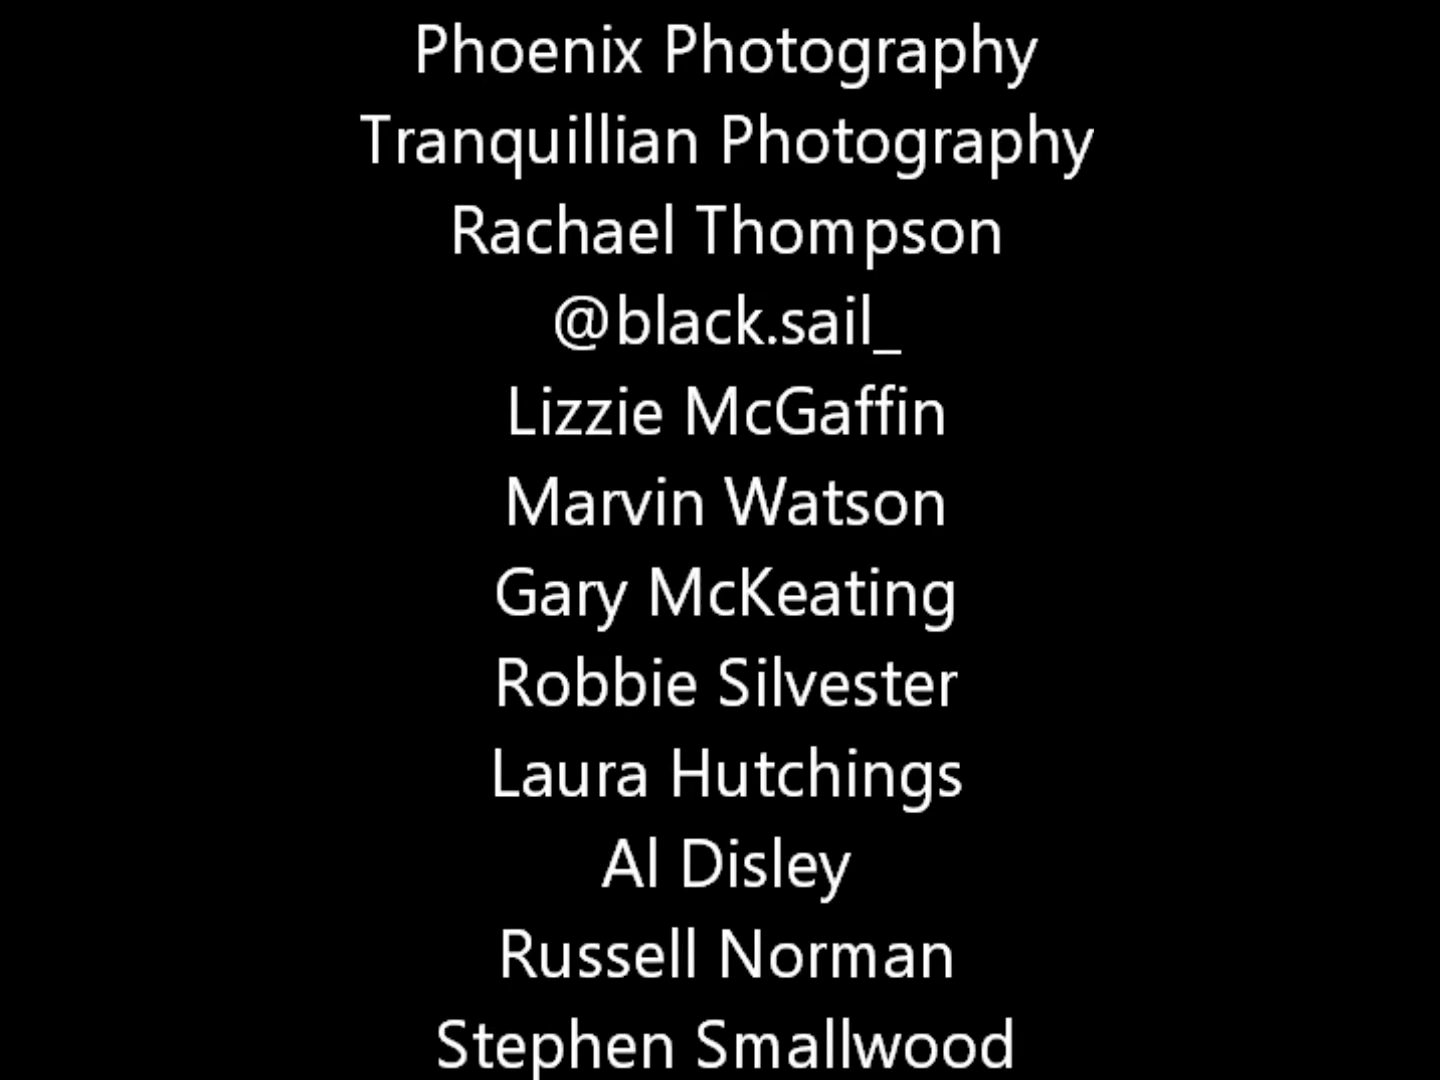 Phoenix Photography
Tranquillian Photography
Rachael Thompson
@black.sail_
Lizzie McGaffin
Marvin Watson
Gary McKeating
Robbie Silvester
Laura Hutchings
Al Disley
Russell Norman
Stephen Smallwood